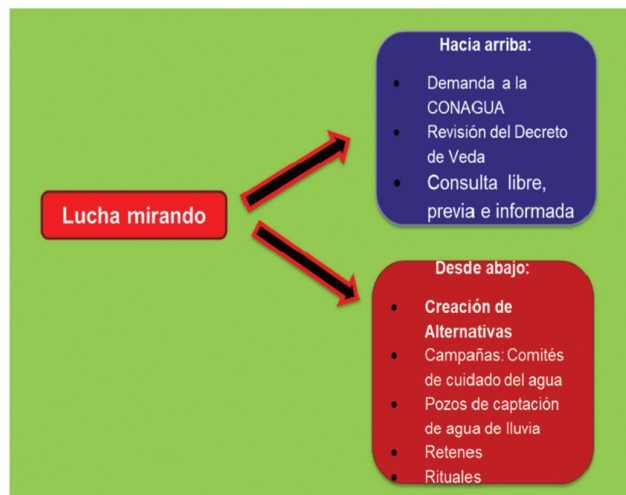 Lucha mirando
Hacia arriba:
• Demanda a la
CONAGUA
• Revisión del Decreto
de Veda
• Consulta libre,
previa e informada
Desde abajo:
• Creación de
Alternativas
• Campañas: Comités
de cuidado del agua
• Pozos de captación
de agua de lluvia
• Retenes
• Rituales